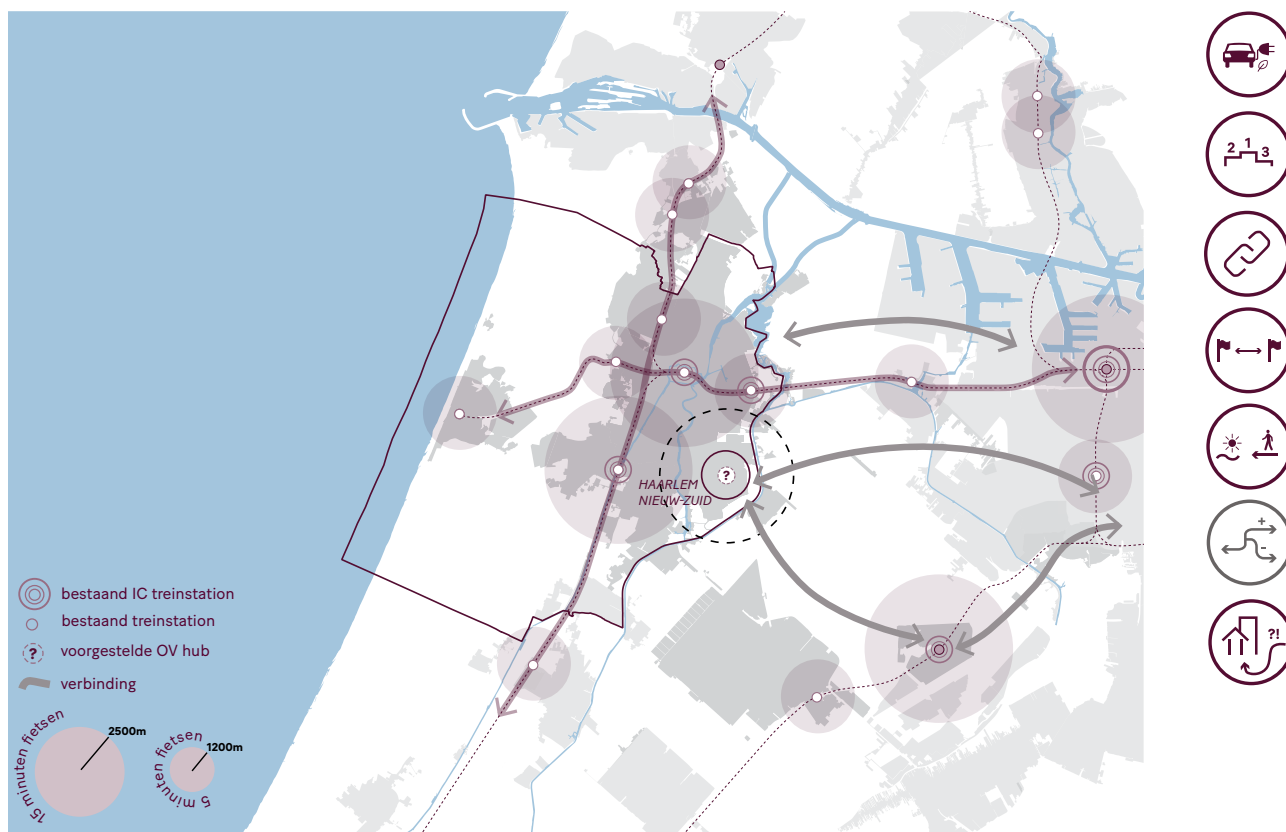 2 1 3
+
-
?!
?
HAARLEM
NIEUW-ZUID
bestaand IC treinstation
bestaand treinstation
? voorgestelde OV hub
verbinding
15 minuten fietsen
2500m
5 minuten fietsen
1200m